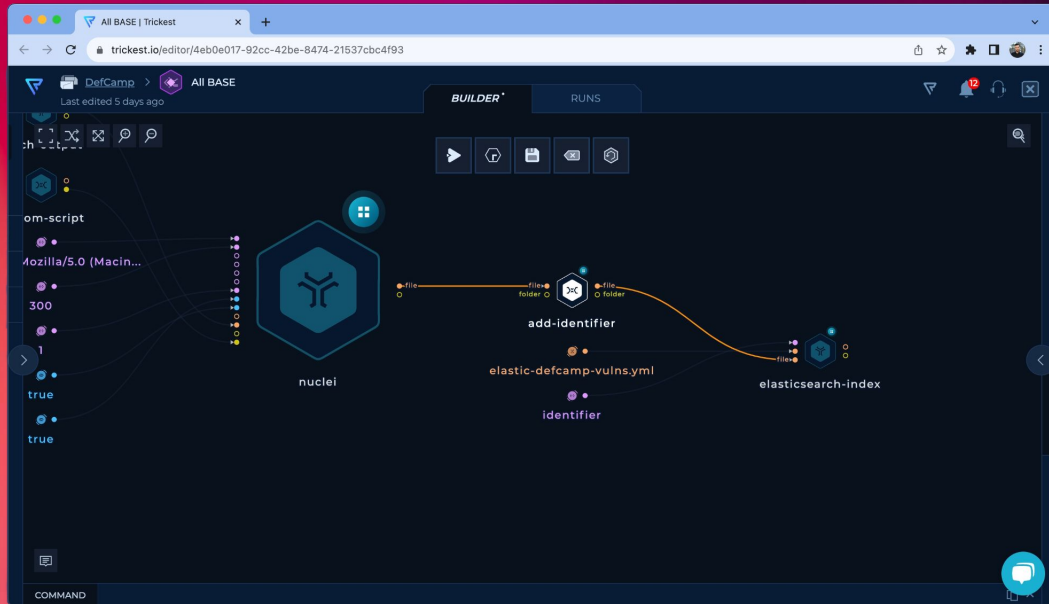 All BASE | Trickest
trickest.io/editor/4eb0e017-92cc-42be-8474-21537cbc4f93
DefCamp > All BASE
Last edited 5 days ago
BUILDER
RUNS
12
om-script
Mozilla/5.0 (Macin...
300
1
true
true
nuclei
file
file
folder
file
folder
add-identifier
elastic-defcamp-vulns.yml
identifier
file
elasticsearch-index
COMMAND